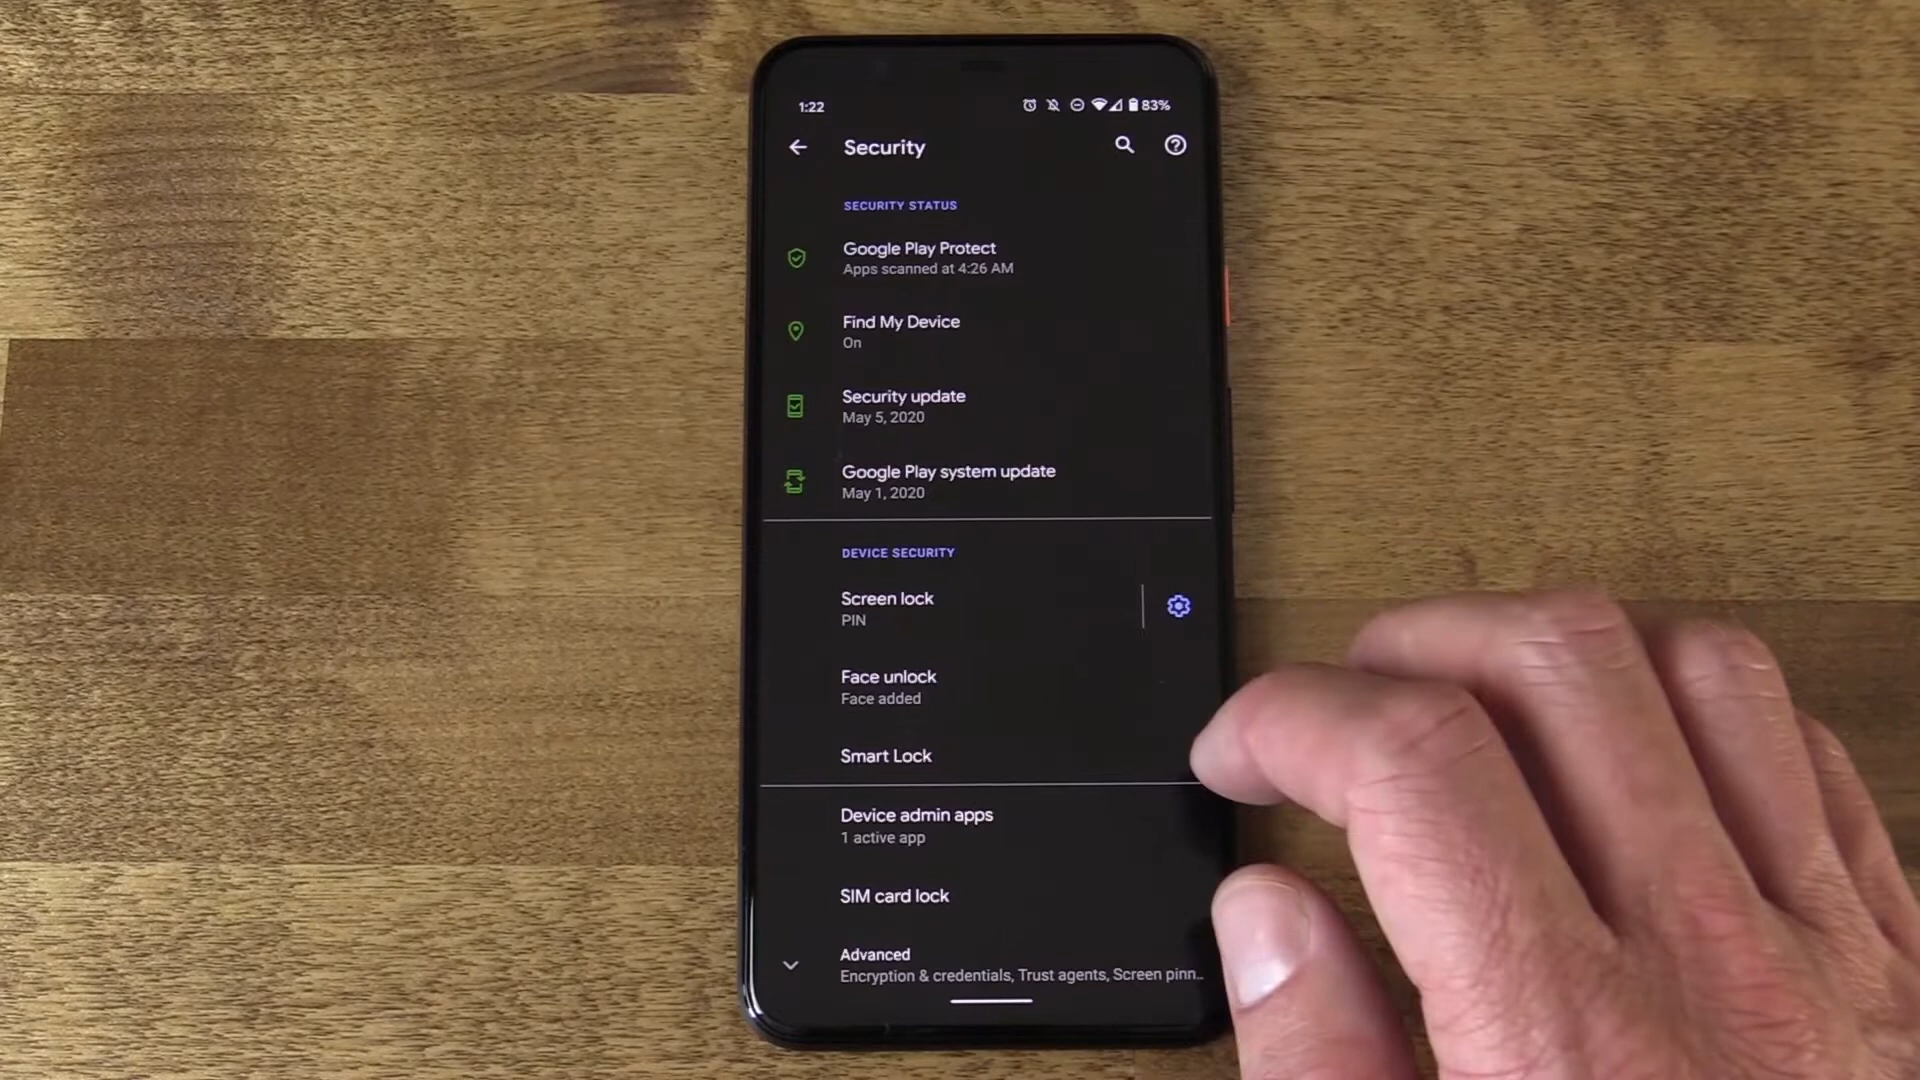 1:22
83%
Security
SECURITY STATUS
Google Play Protect
Apps scanned at 4:26 AM
Find My Device
On
Security update
May 5, 2020
Google Play system update
May 1, 2020
DEVICE SECURITY
Screen lock
PIN
Face unlock
Face added
Smart Lock
Device admin apps
1 active app
SIM card lock
Advanced
Encryption & credentials, Trust agents, Screen pinn..